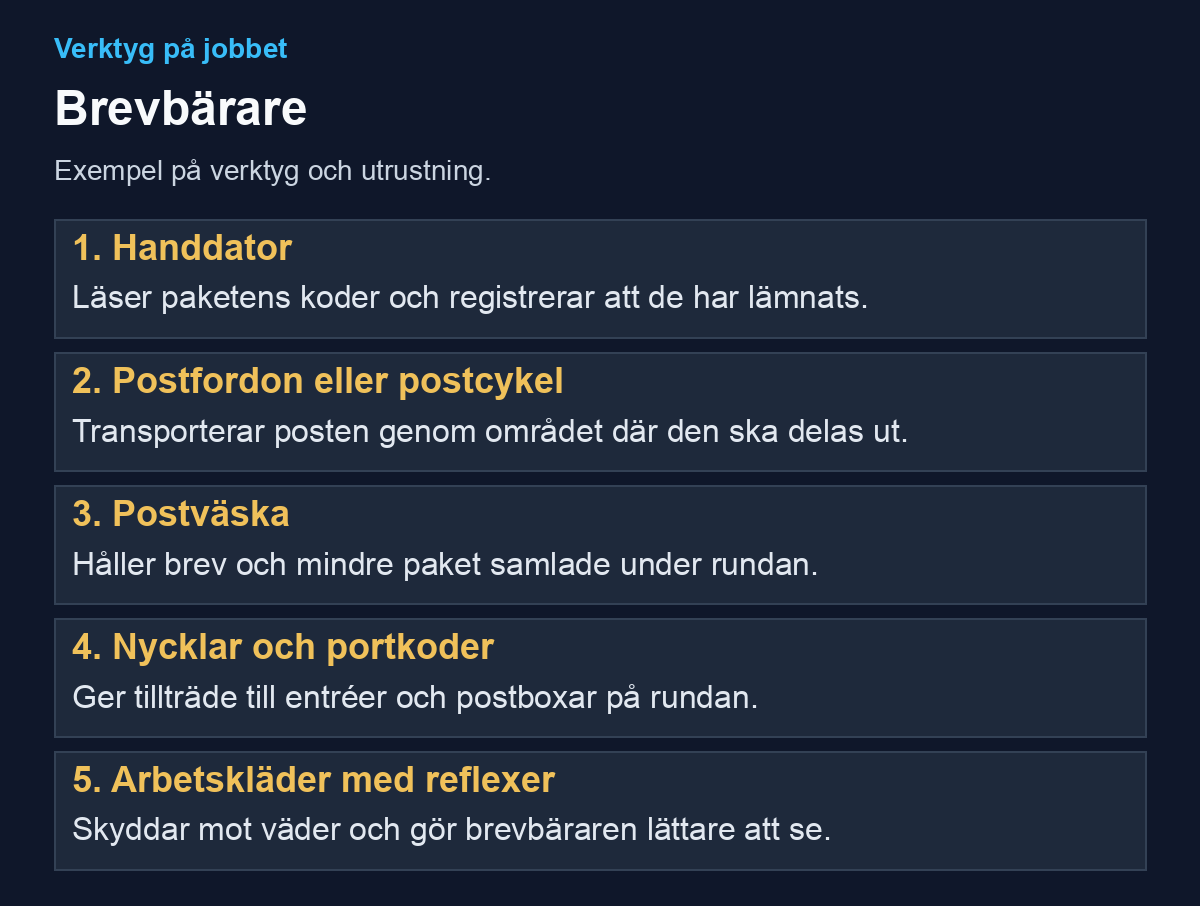 Verktyg på jobbet
Brevbärare
Exempel på verktyg och utrustning.
1. Handdator
Läser paketens koder och registrerar att de har lämnats.
2. Postfordon eller postcykel
Transporterar posten genom området där den ska delas ut.
3. Postväska
Håller brev och mindre paket samlade under rundan.
4. Nycklar och portkoder
Ger tillträde till entréer och postboxar på rundan.
5. Arbetskläder med reflexer
Skyddar mot väder och gör brevbäraren lättare att se.